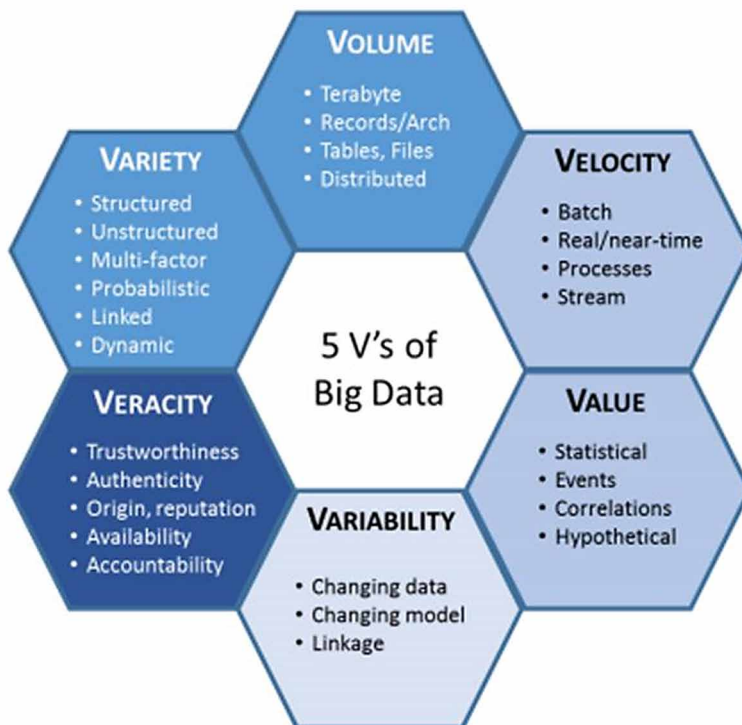 VOLUME
• Terabyte
• Records/Arch
• Tables, Files
• Distributed
VARIETY
• Structured
• Unstructured
• Multi-factor
• Probabilistic
• Linked
• Dynamic
VELOCITY
• Batch
• Real/near-time
• Processes
• Stream
5 V's of
Big Data
VERACITY
• Trustworthiness
• Authenticity
• Origin, reputation
• Availability
• Accountability
VALUE
• Statistical
• Events
• Correlations
• Hypothetical
VARIABILITY
• Changing data
• Changing model
• Linkage